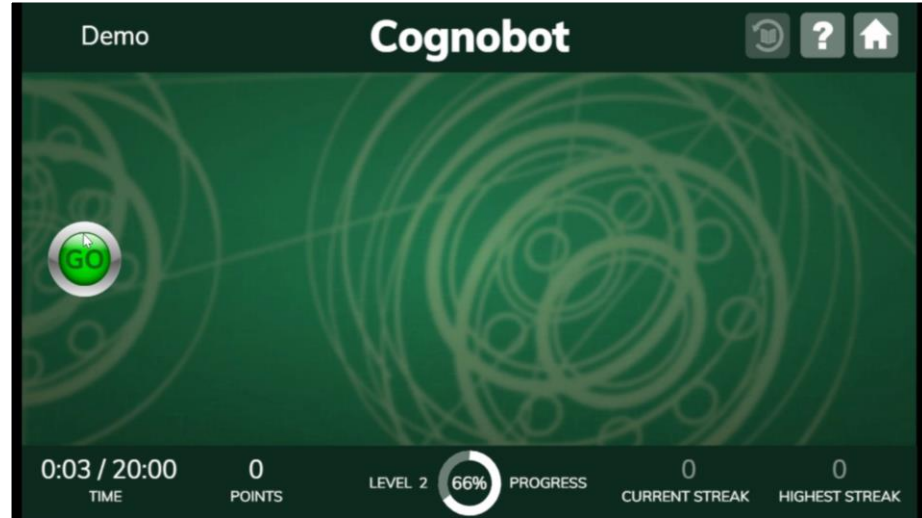 Demo
Cognobot
?
GO
0:03 / 20:00
TIME
0
POINTS
LEVEL 2
66%
PROGRESS
0
CURRENT STREAK
0
HIGHEST STREAK